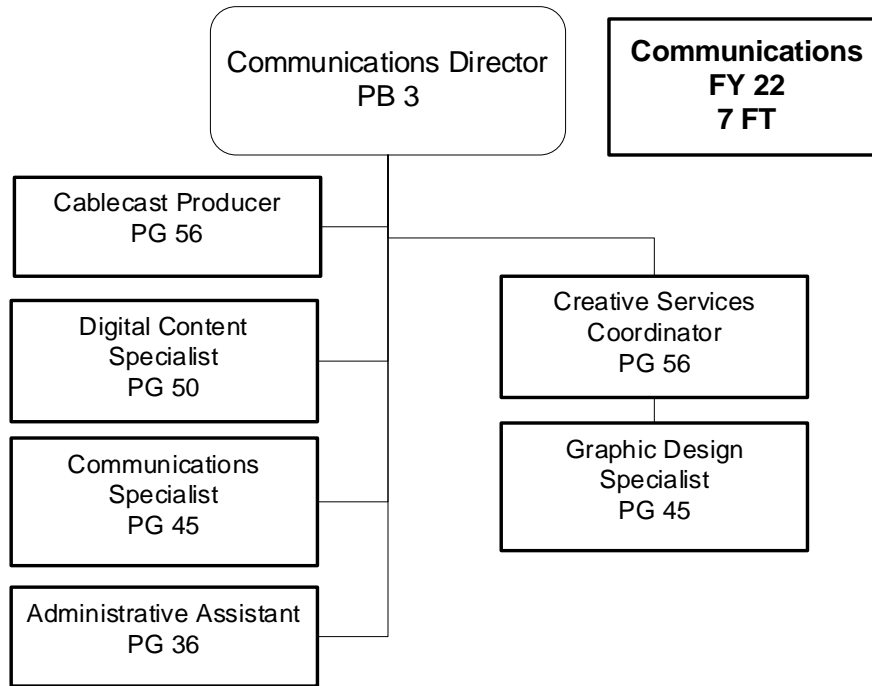 Communications Director
PB 3
Communications
FY 22
7 FT
Cablecast Producer
PG 56
Digital Content
Specialist
PG 50
Communications
Specialist
PG 45
Administrative Assistant
PG 36
Creative Services
Coordinator
PG 56
Graphic Design
Specialist
PG 45